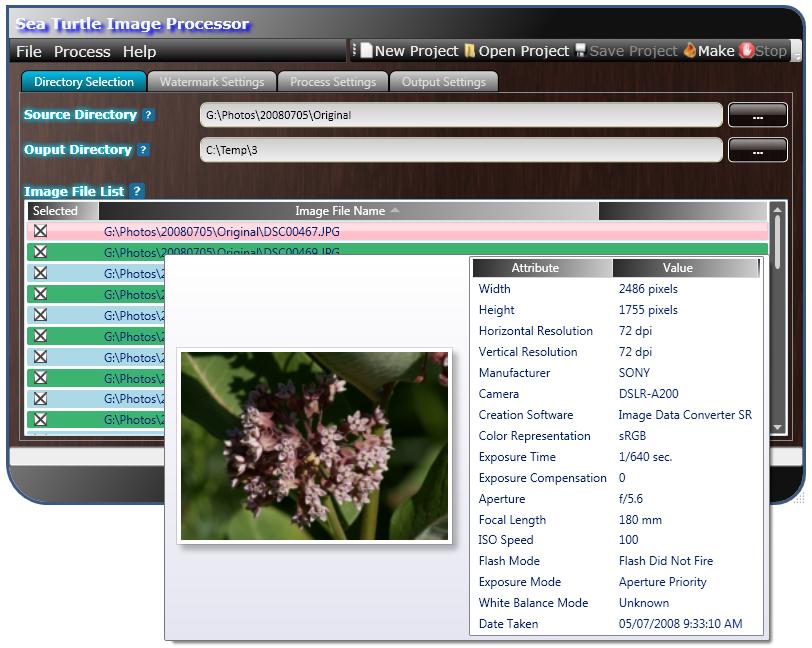 Sea Turtle Image Processor
File Process Help New Project Open Project Save Project Make Stop
Directory Selection Watermark Settings Process Settings Output Settings
Source Directory ? G:\Photos\20080705\Original ...
Ouput Directory ? C:\Temp\3 ...
Image File List ?
Selected Image File Name
G:\Photos\20080705\Original\DSC00467.JPG
G:\Photos\20080705\Original\DSC00469.JPG
G:\Photos\2
G:\Photos\2
G:\Photos\2
G:\Photos\2
G:\Photos\2
G:\Photos\2
G:\Photos\2
G:\Photos\2
Attribute Value
Width 2486 pixels
Height 1755 pixels
Horizontal Resolution 72 dpi
Vertical Resolution 72 dpi
Manufacturer SONY
Camera DSLR-A200
Creation Software Image Data Converter SR
Color Representation sRGB
Exposure Time 1/640 sec.
Exposure Compensation 0
Aperture f/5.6
Focal Length 180 mm
ISO Speed 100
Flash Mode Flash Did Not Fire
Exposure Mode Aperture Priority
White Balance Mode Unknown
Date Taken 05/07/2008 9:33:10 AM